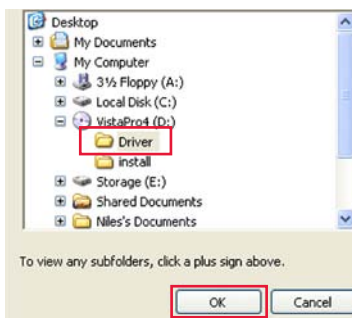 Desktop
My Documents
My Computer
3½ Floppy (A:)
Local Disk (C:)
VistaPro4 (D:)
Driver
install
Storage (E:)
Shared Documents
Niles's Documents
To view any subfolders, click a plus sign above.
OK
Cancel